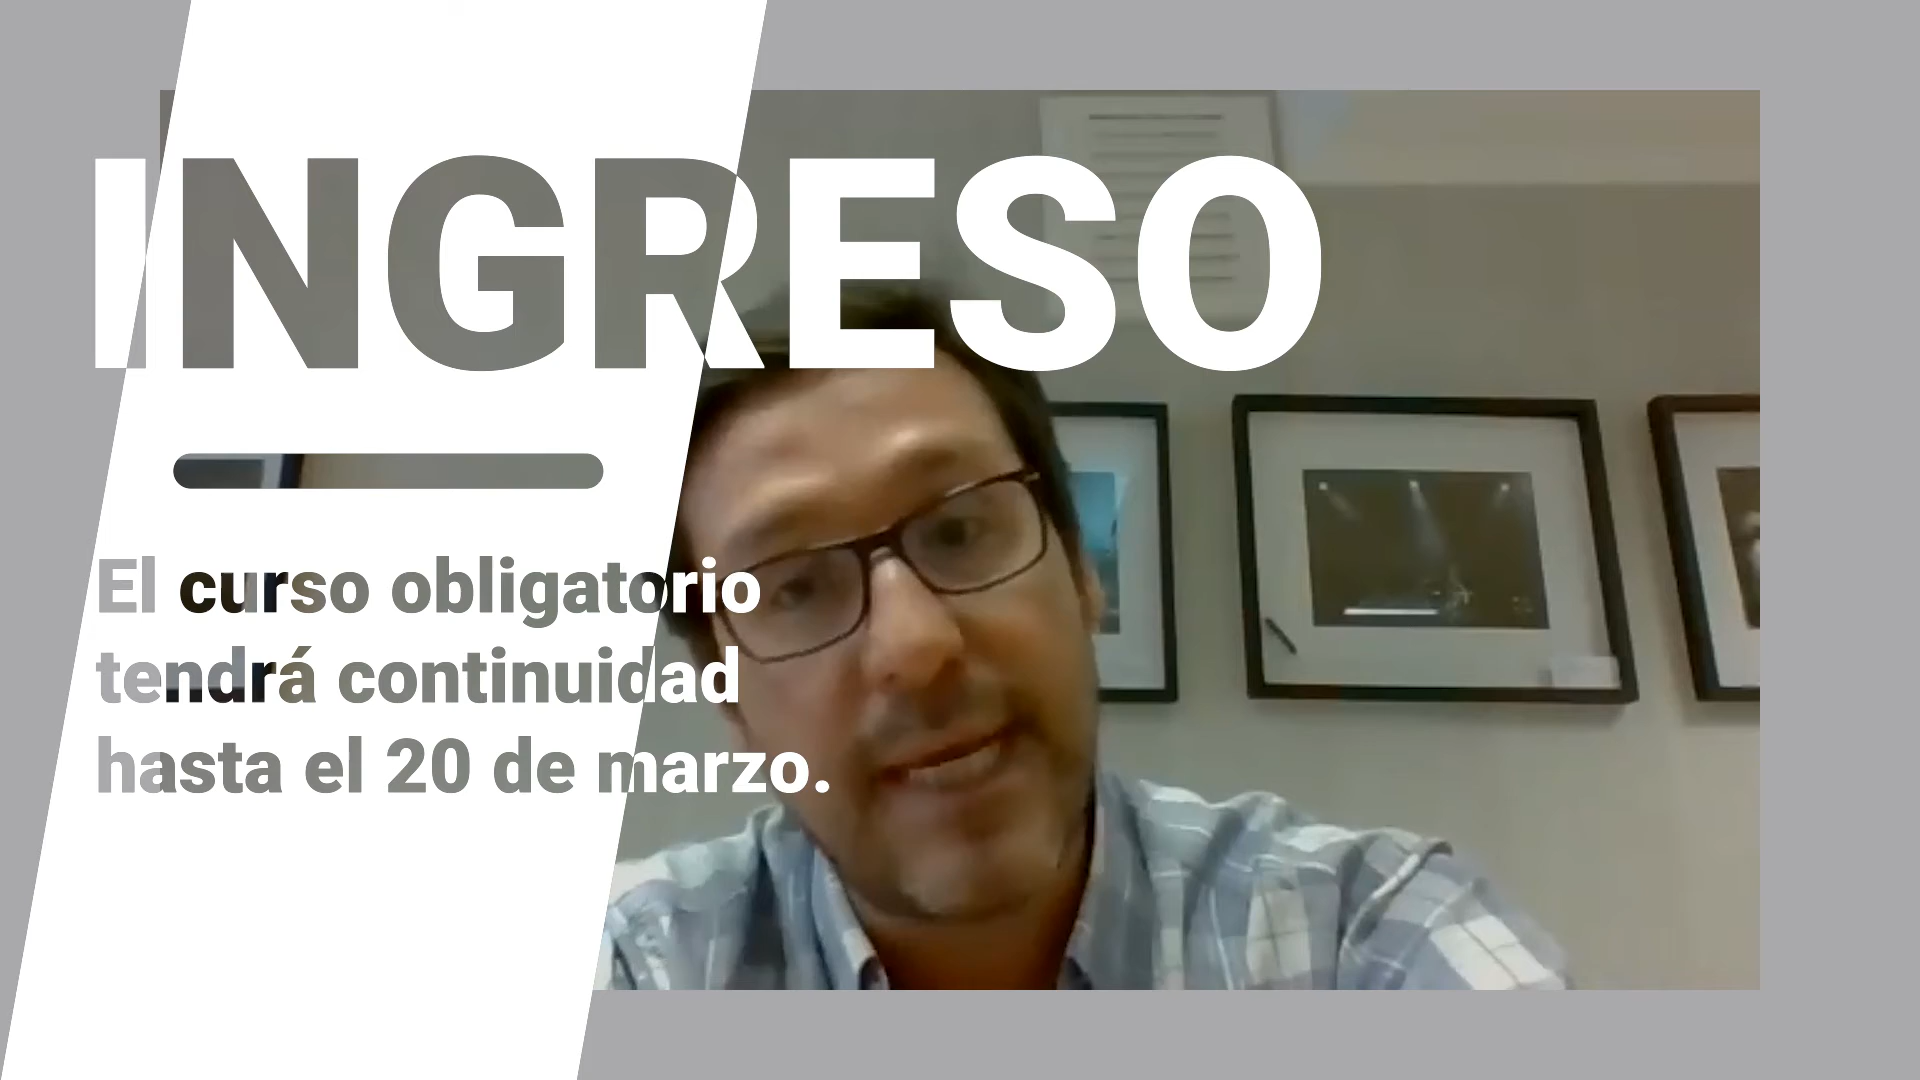 INGRESO
El curso obligatorio
tendrá continuidad
hasta el 20 de marzo.